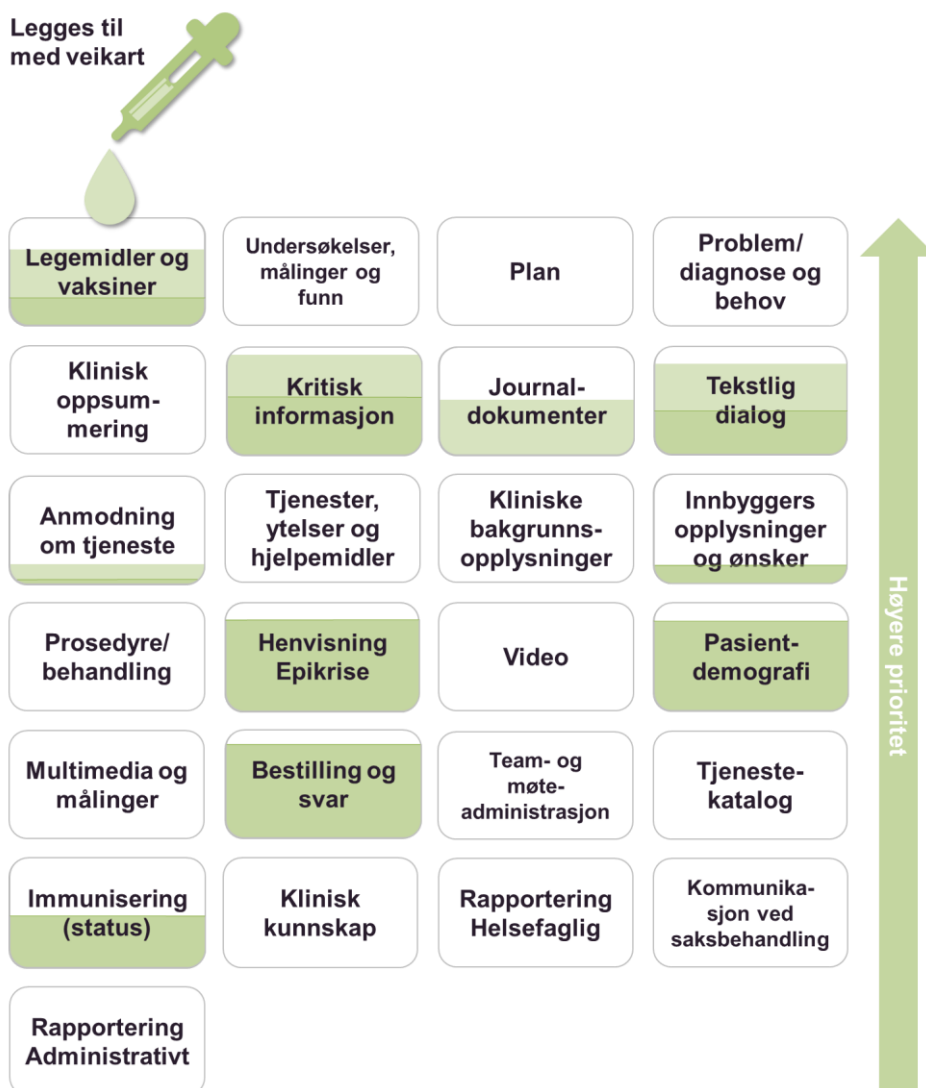 Legges til
med veikart
Legemidler og
vaksiner
Undersøkelser,
målinger og
funn
Plan
Problem/
diagnose og
behov
Klinisk
oppsum-
mering
Kritisk
informasjon
Journal-
dokumenter
Tekstlig
dialog
Anmodning
om tjeneste
Tjenester,
ytelser og
hjelpemidler
Kliniske
bakgrunns-
opplysninger
Innbyggers
opplysninger
og ønsker
Prosedyre/
behandling
Henvisning
Epikrise
Video
Pasient-
demografi
Multimedia og
målinger
Bestilling og
svar
Team- og
møte-
administrasjon
Tjeneste-
katalog
Immunisering
(status)
Klinisk
kunnskap
Rapportering
Helsefaglig
Kommunika-
sjon ved
saksbehandling
Rapportering
Administrativt
Høyere prioritet